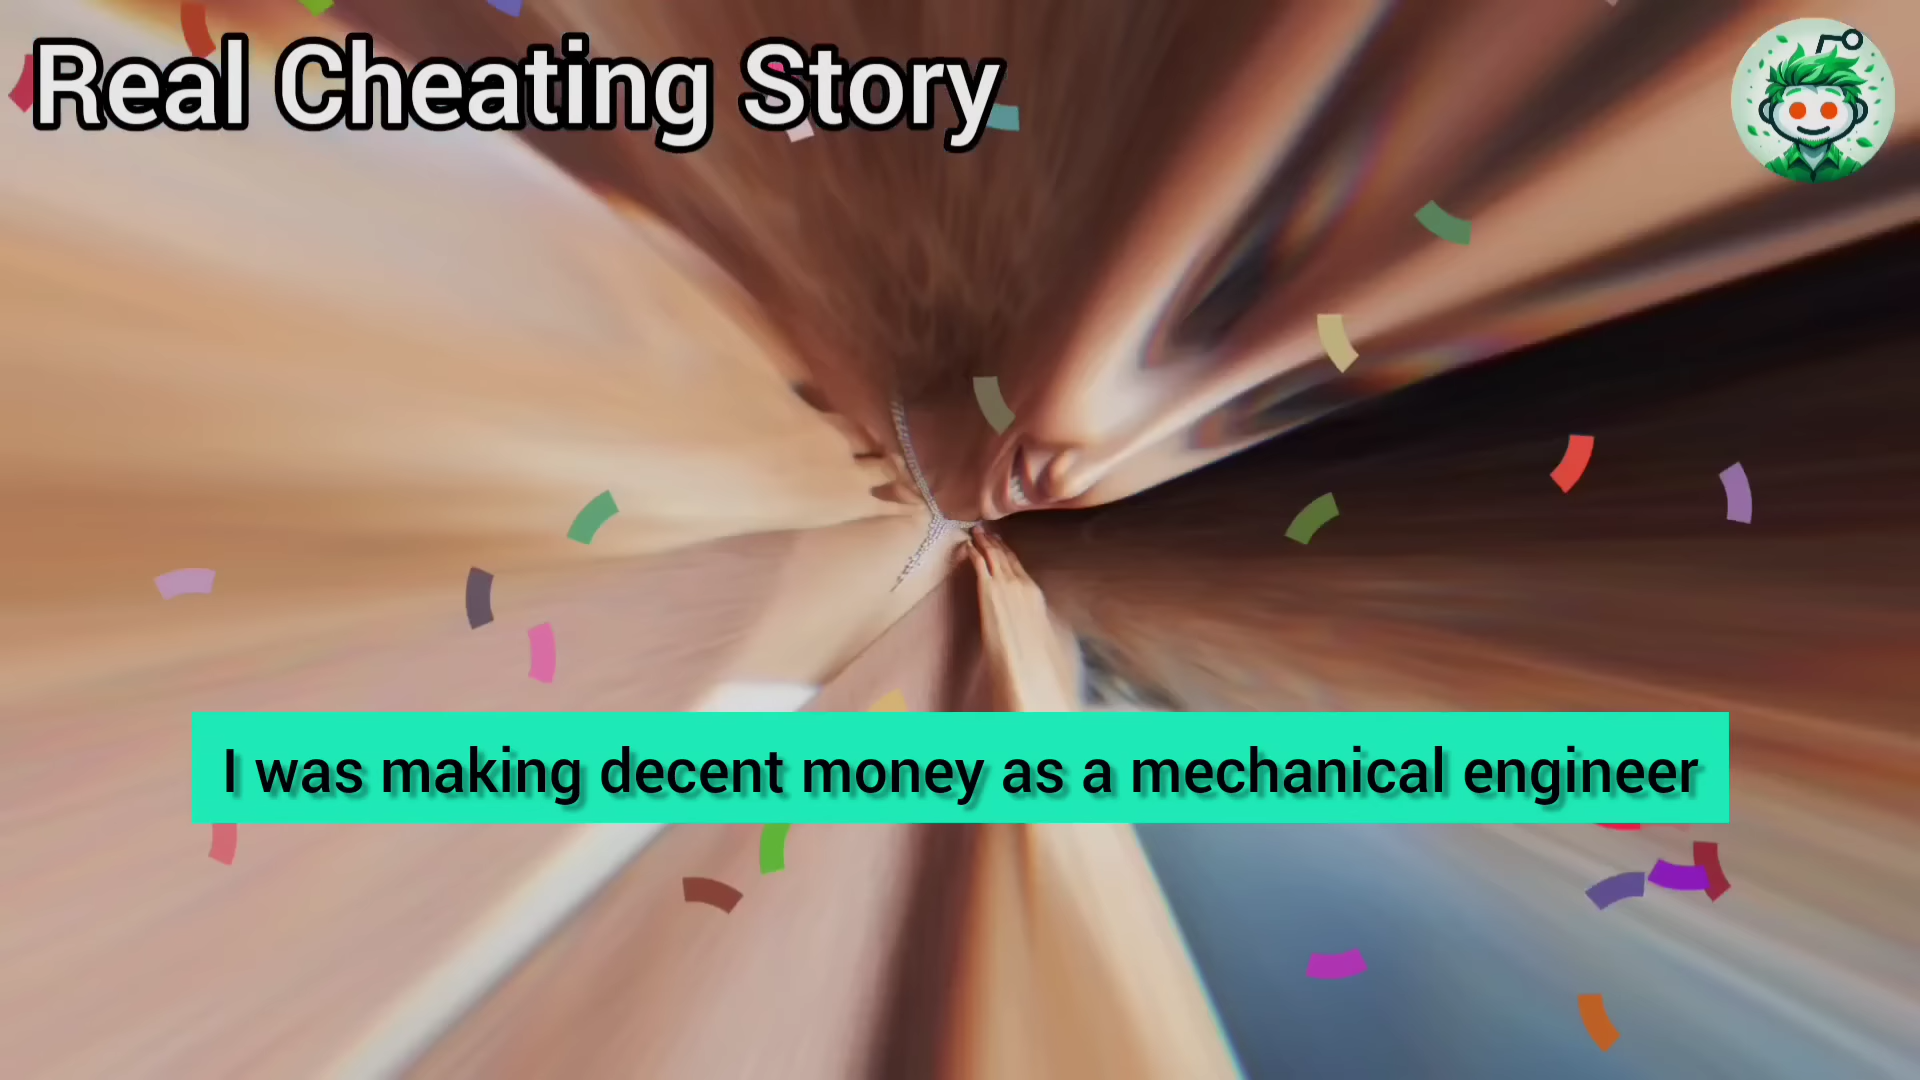 Real Cheating Story
I was making decent money as a mechanical engineer